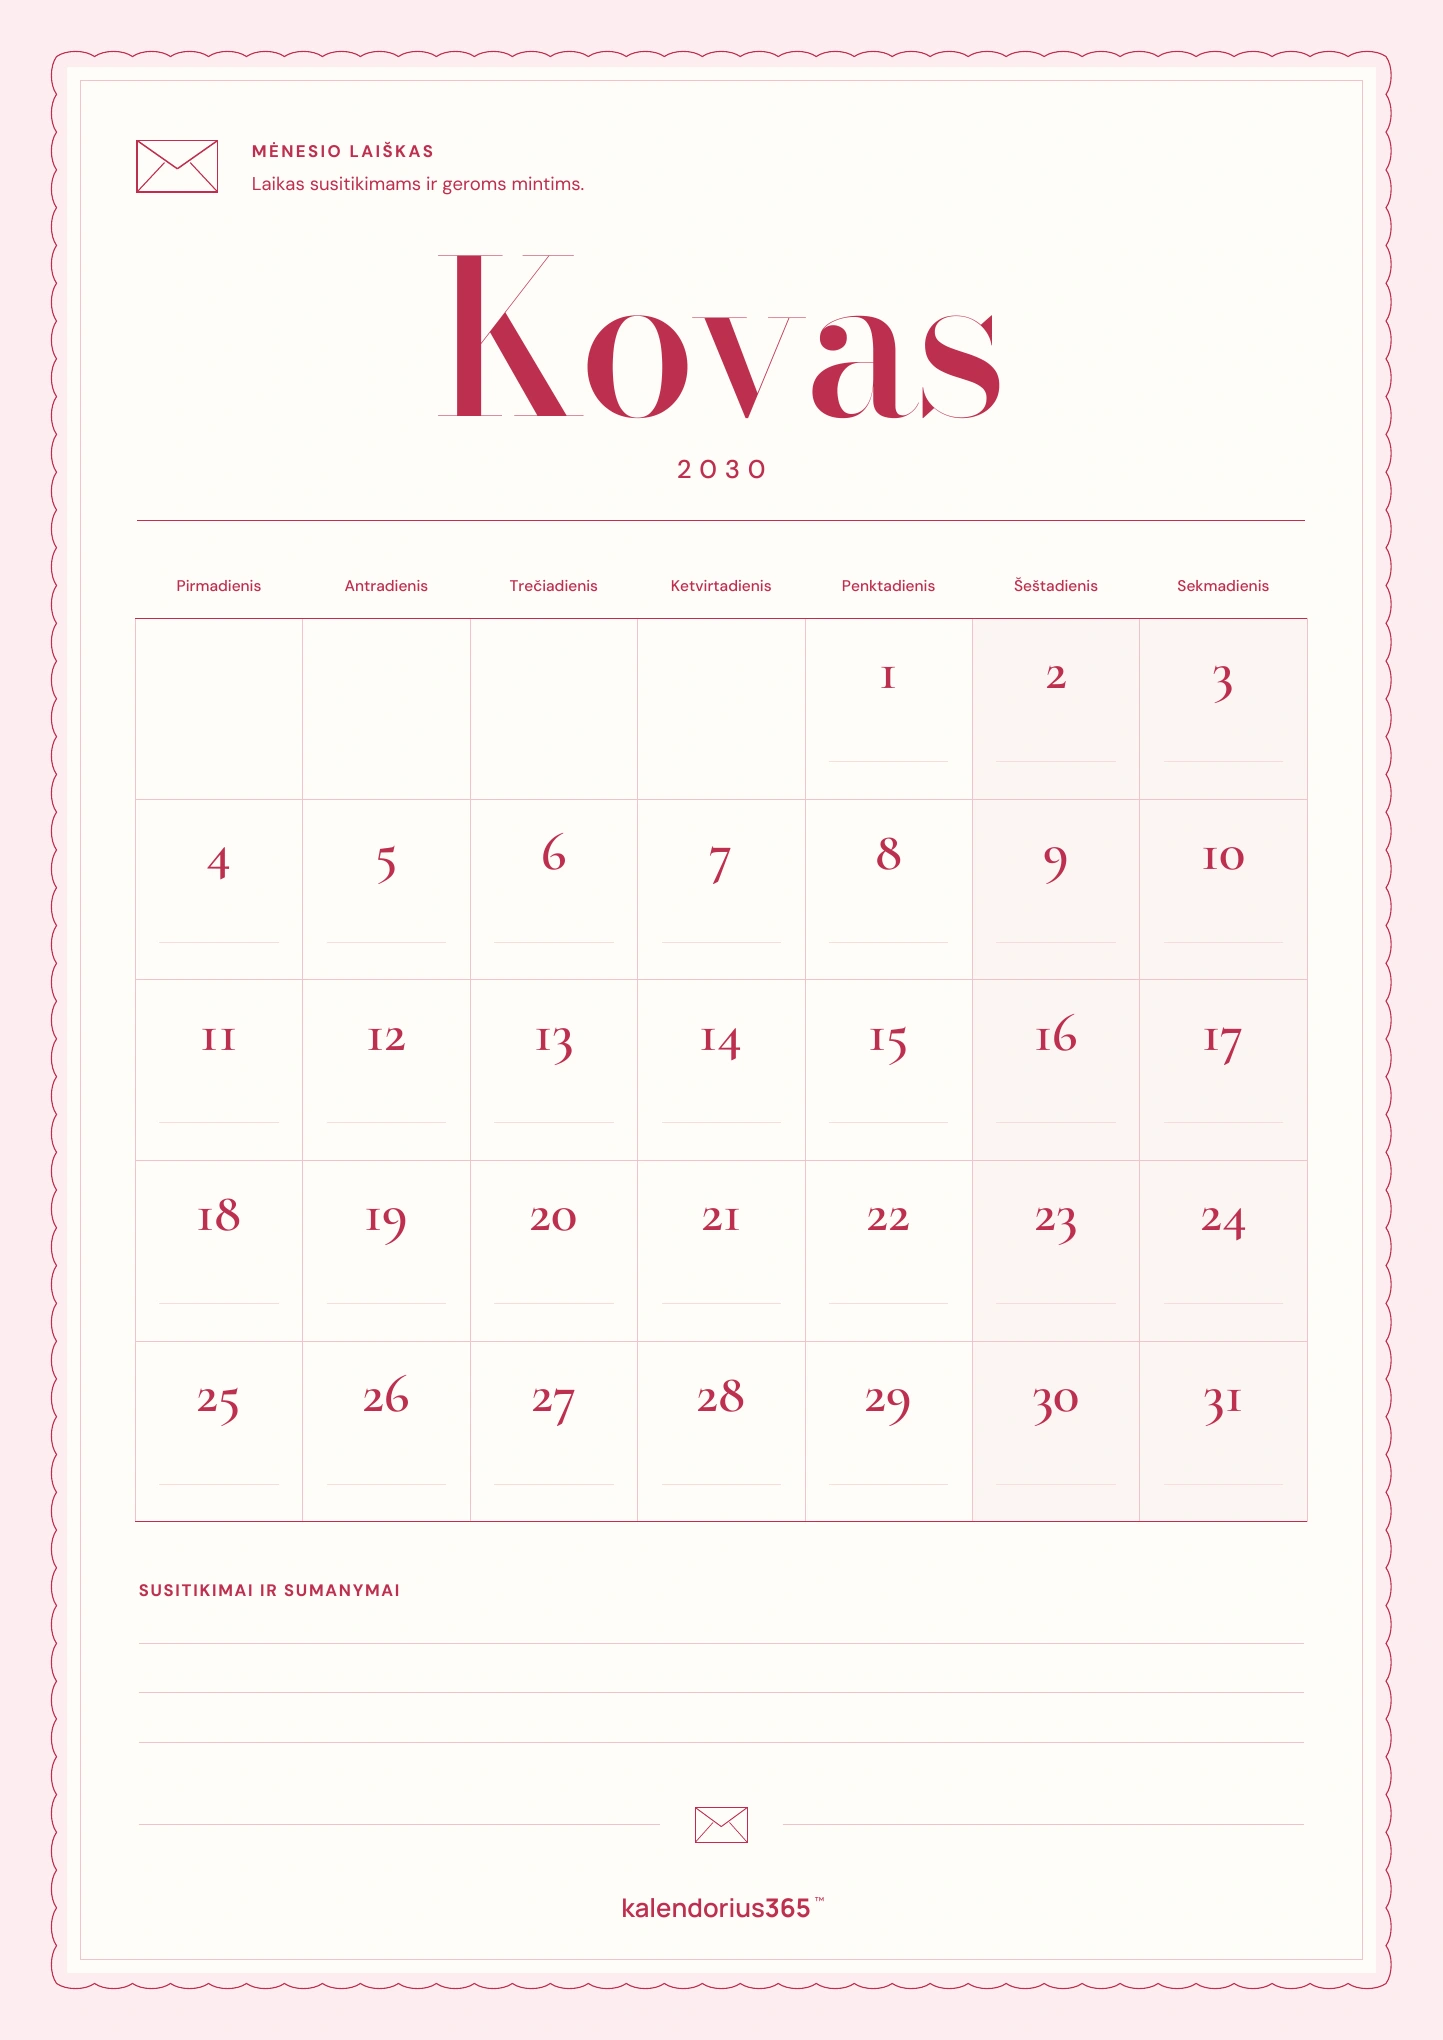 MĖNESIO LAIŠKAS
Laikas susitikimams ir geroms mintims.
Kovas
2030
Pirmadienis Antradienis Trečiadienis Ketvirtadienis Penktadienis Šeštadienis Sekmadienis
1 2 3
4 5 6 7 8 9 10
11 12 13 14 15 16 17
18 19 20 21 22 23 24
25 26 27 28 29 30 31
SUSITIKIMAI IR SUMANYMAI
kalendorius365™